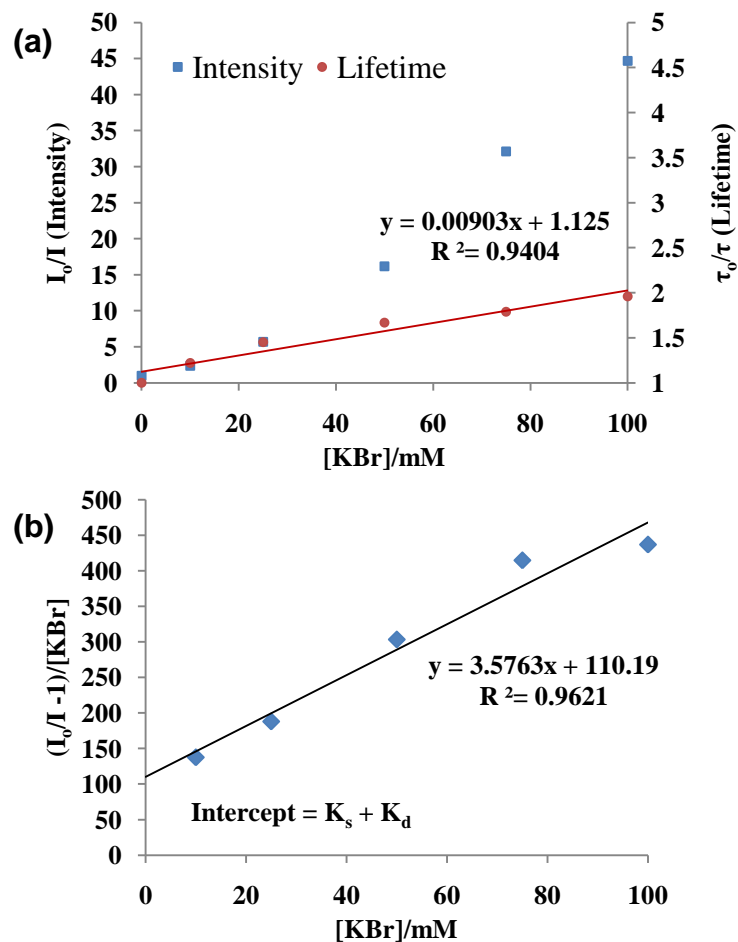 (a)
50
45
40
35
30
25
20
15
10
5
0
I₀/I (Intensity)
Intensity
Lifetime
y = 0.00903x + 1.125
R ²= 0.9404
5
4.5
4
3.5
3
2.5
2
1.5
1
τₒ/τ (Lifetime)
0 20 40 60 80 100
[KBr]/mM
(b)
500
450
400
350
300
250
200
150
100
50
0
(I₀/I -1)/[KBr]
y = 3.5763x + 110.19
R ²= 0.9621
Intercept = Kₛ + K_d
0 20 40 60 80 100
[KBr]/mM